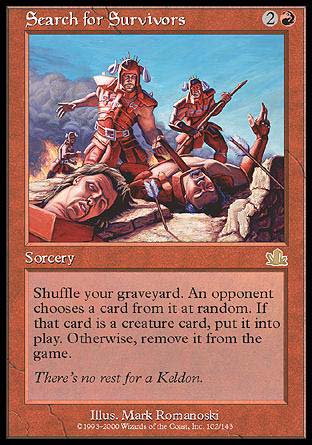 Search for Survivors 2
Sorcery
Shuffle your graveyard. An opponent
chooses a card from it at random. If
that card is a creature card, put it into
play. Otherwise, remove it from the
game.
There's no rest for a Keldon.
Illus. Mark Romanoski
©1993-2000 Wizards of the Coast, Inc. 102/143